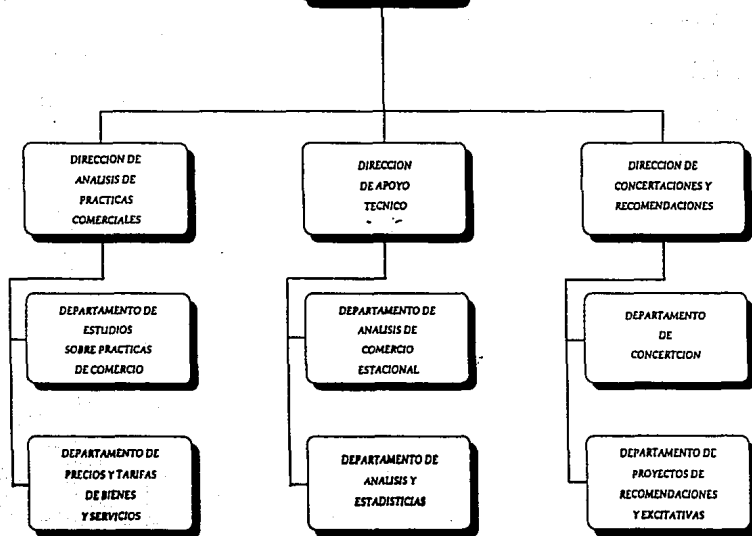 DIRECCION DE
ANALISIS DE
PRACTICAS
COMERCIALES
DIRECCION
DE APOYO
TECNICO
DIRECCION DE
CONCERTACIONES Y
RECOMENDACIONES
DEPARTAMENTO DE
ESTUDIOS
SOBRE PRACTICAS
DE COMERCIO
DEPARTAMENTO DE
ANALISIS DE
COMERCIO
ESTACIONAL
DEPARTAMENTO
DE
CONCERTCION
DEPARTAMENTO DE
PRECIOS Y TARIFAS
DE BIENES
Y SERVICIOS
DEPARTAMENTO DE
ANALISIS Y
ESTADISTICIAS
DEPARTAMENTO DE
PROYECTOS DE
RECOMENDACIONES
Y EXCITATIVAS